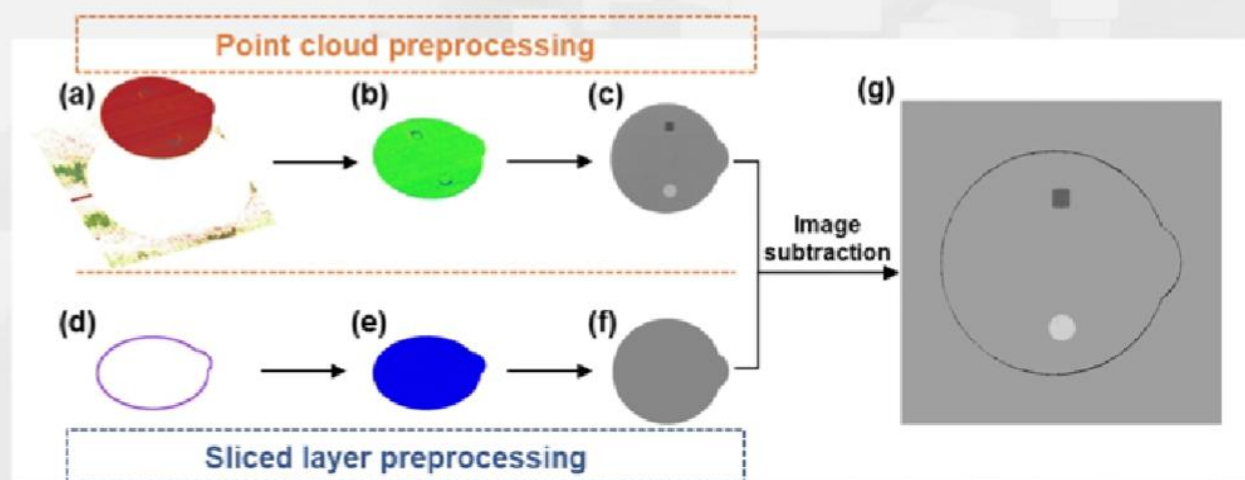 Point cloud preprocessing
(a)
(b)
(c)
(g)
Image
subtraction
(d)
(e)
(f)
Sliced layer preprocessing